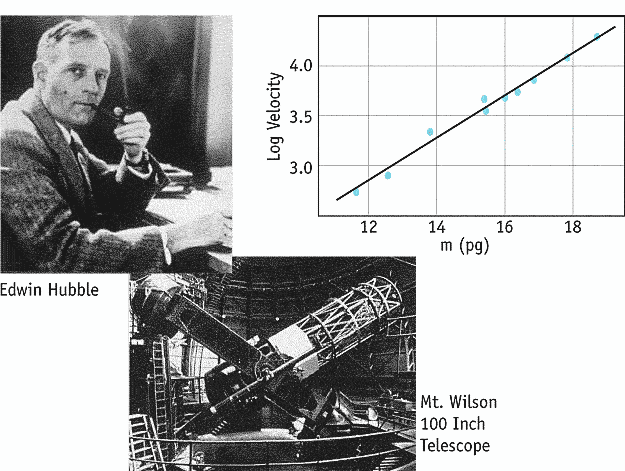 4.0
3.5
3.0
Log Velocity
12 14 16 18
m (pg)
Edwin Hubble
Mt. Wilson
100 Inch
Telescope